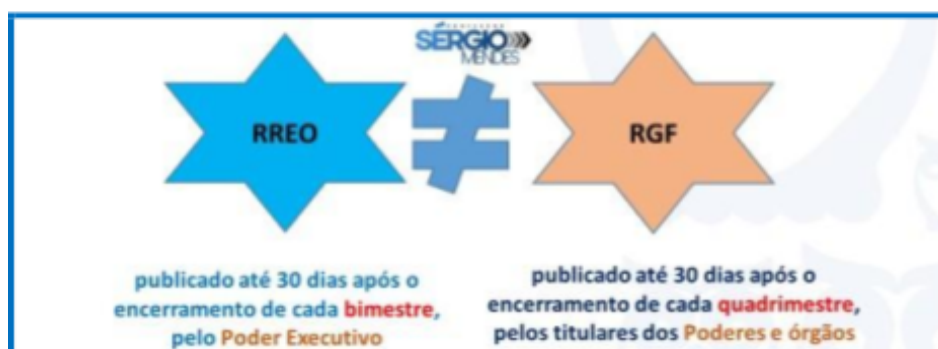 SÉRGIO
MENDES
RREO
RGF
publicado até 30 dias após o
encerramento de cada bimestre,
pelo Poder Executivo
publicado até 30 dias após o
encerramento de cada quadrimestre,
pelos titulares dos Poderes e órgãos